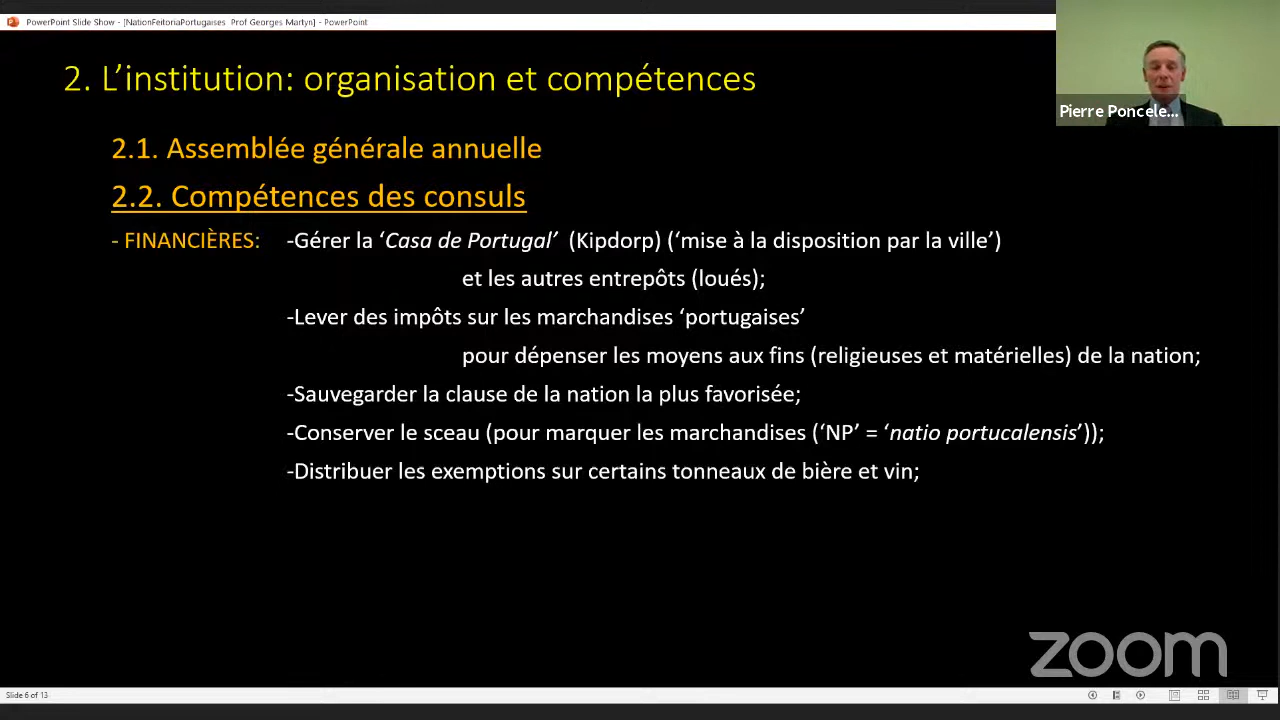 PowerPoint Slide Show - [NationFeitoriaPortugaises Prof Georges Martyn] - PowerPoint
2. L’institution: organisation et compétences
Pierre Poncele...
2.1. Assemblée générale annuelle
2.2. Compétences des consuls
- FINANCIÈRES: -Gérer la ‘Casa de Portugal’ (Kipdorp) (‘mise à la disposition par la ville’)
et les autres entrepôts (loués);
-Lever des impôts sur les marchandises ‘portugaises’
pour dépenser les moyens aux fins (religieuses et matérielles) de la nation;
-Sauvegarder la clause de la nation la plus favorisée;
-Conserver le sceau (pour marquer les marchandises (‘NP’ = ‘natio portucalensis’));
-Distribuer les exemptions sur certains tonneaux de bière et vin;
zoom
Slide 6 of 13